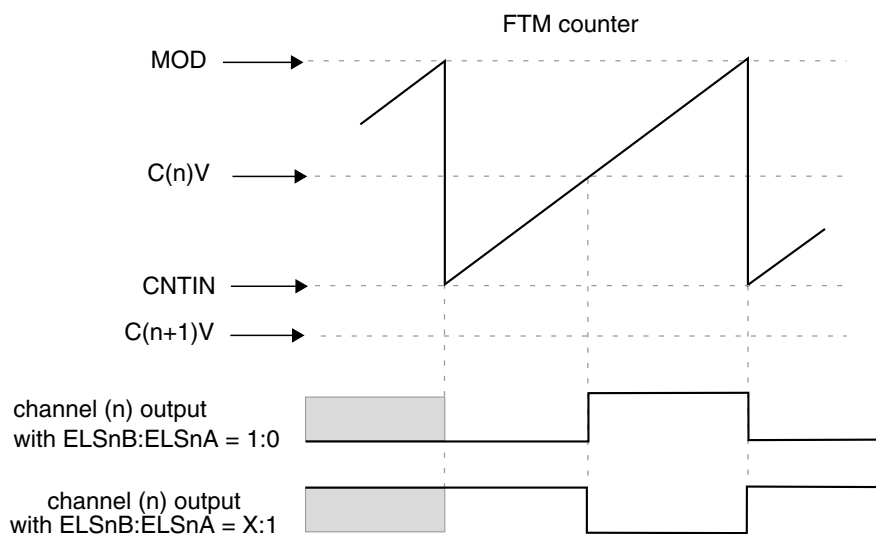 FTM counter
MOD
C(n)V
CNTIN
C(n+1)V
channel (n) output
with ELSnB:ELSnA = 1:0
channel (n) output
with ELSnB:ELSnA = X:1